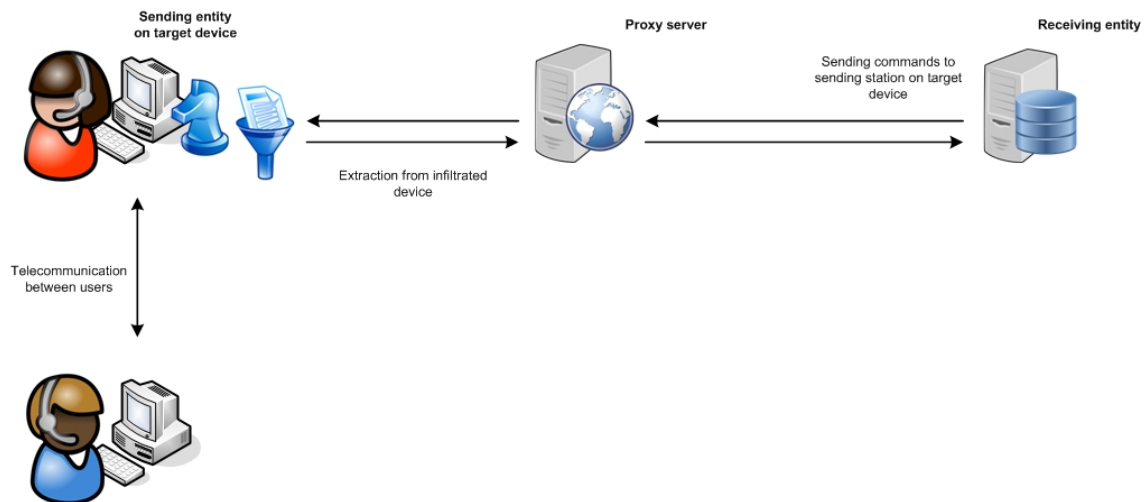 Sending entity
on target device
Proxy server
Receiving entity
Sending commands to
sending station on target
device
Extraction from infiltrated
device
Telecommunication
between users